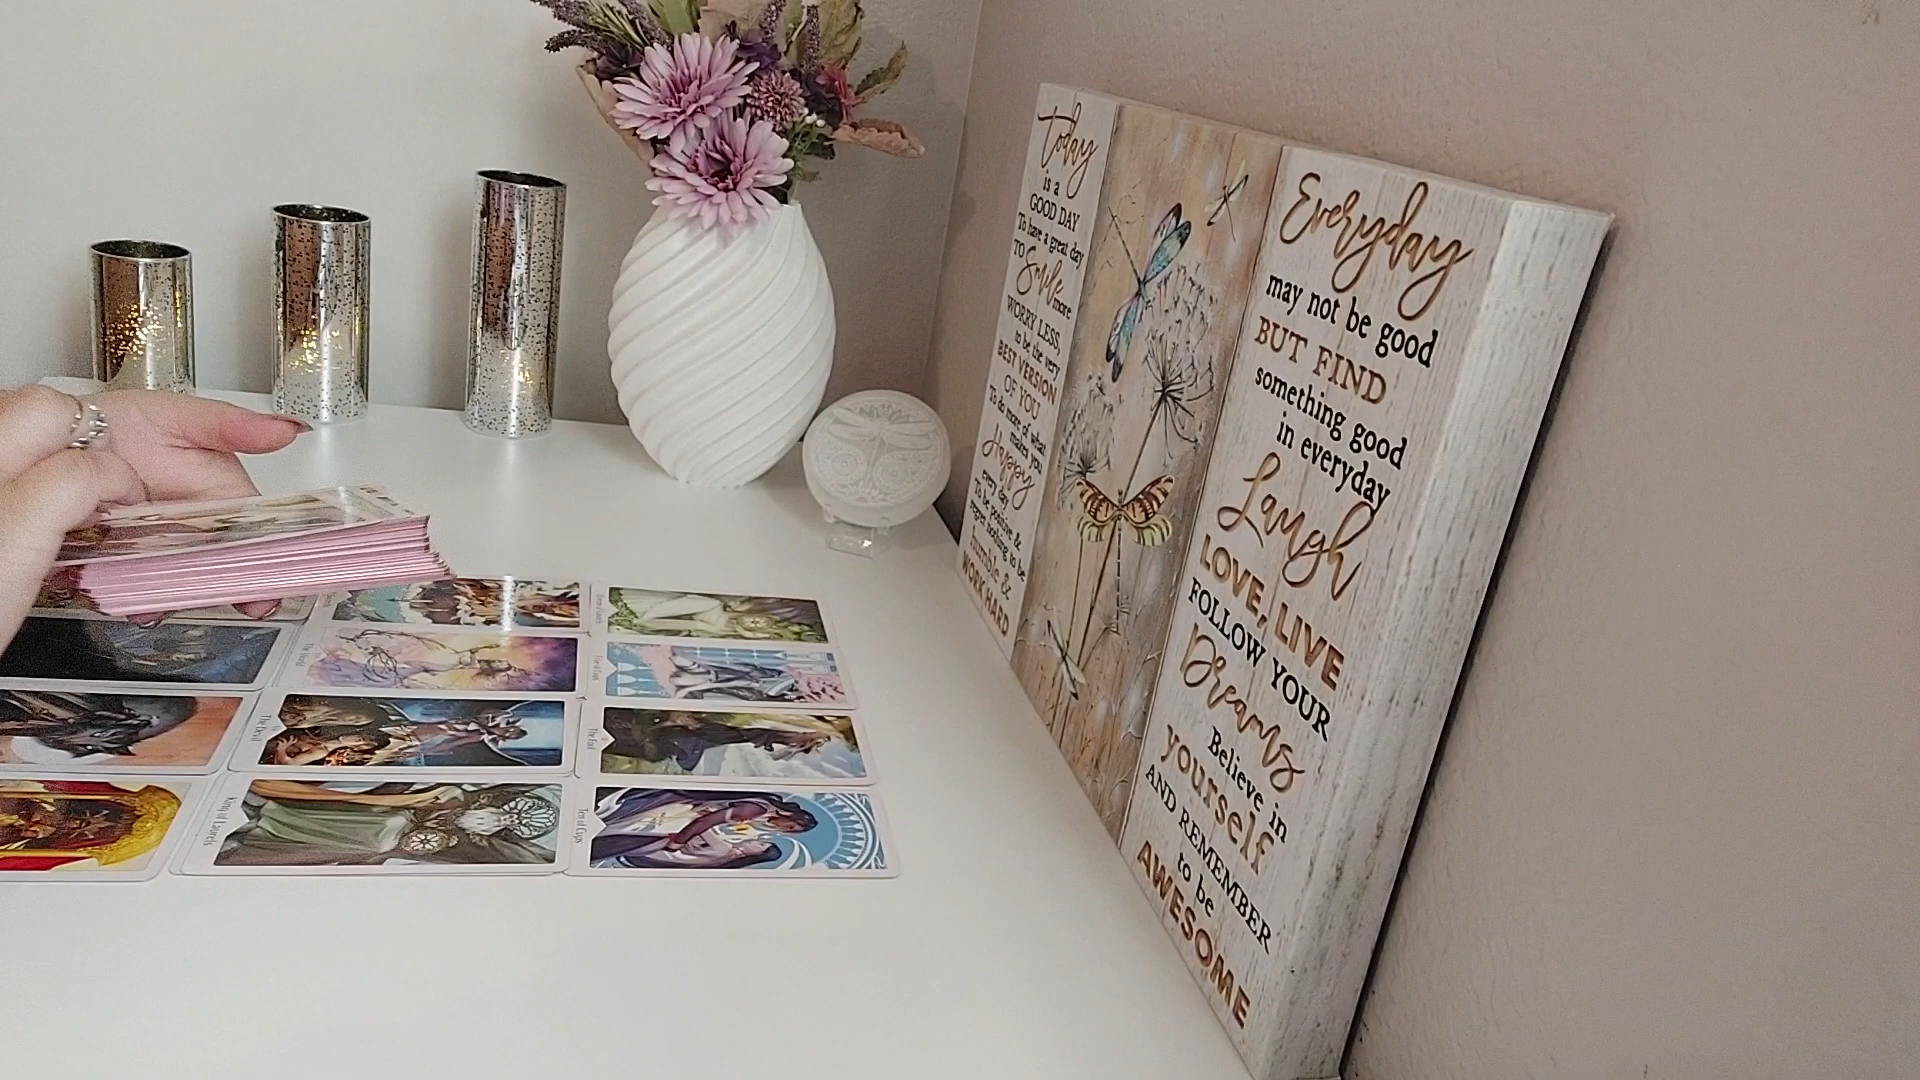 today
is a
GOOD DAY
To have a great day
TO Smile more
WORRY LESS,
to be the very
BEST VERSION
OF YOU
To do more of what
makes you
Happy
every day
To be positive &
regret nothing to be
humble &
WORK HARD
Everyday
may not be good
BUT FIND
something good
in everyday
Laugh
LOVE, LIVE
FOLLOW YOUR
Dreams
Believe in
yourself
AND REMEMBER
to be
AWESOME
The World
The Devil
The Fool
King of Laurels
Ten of Cups